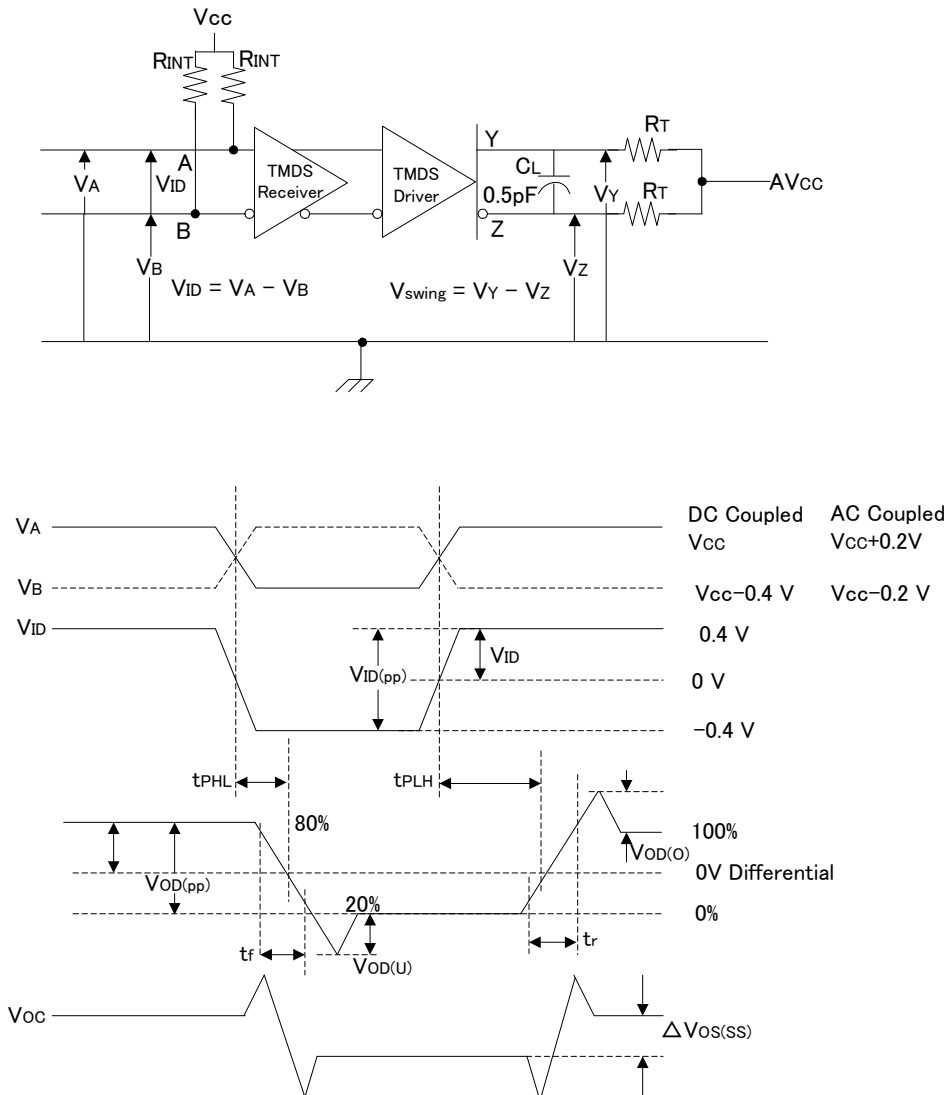 Vcc
RINT RINT
A
VA VID
TMDS Receiver
TMDS Driver
Y
CL
0.5pF
VY
RT
RT
AVcc
B
Z
VB
VZ
VID = VA − VB
Vswing = VY − VZ
DC Coupled AC Coupled
VA Vcc Vcc+0.2V
VB Vcc−0.4 V Vcc−0.2 V
VID 0.4 V
VID(pp) VID
0 V
−0.4 V
tPHL tPLH
80% 100%
VOD(O)
VOD(pp) 0V Differential
20% 0%
tf VOD(U) tr
VOC
△VOS(SS)